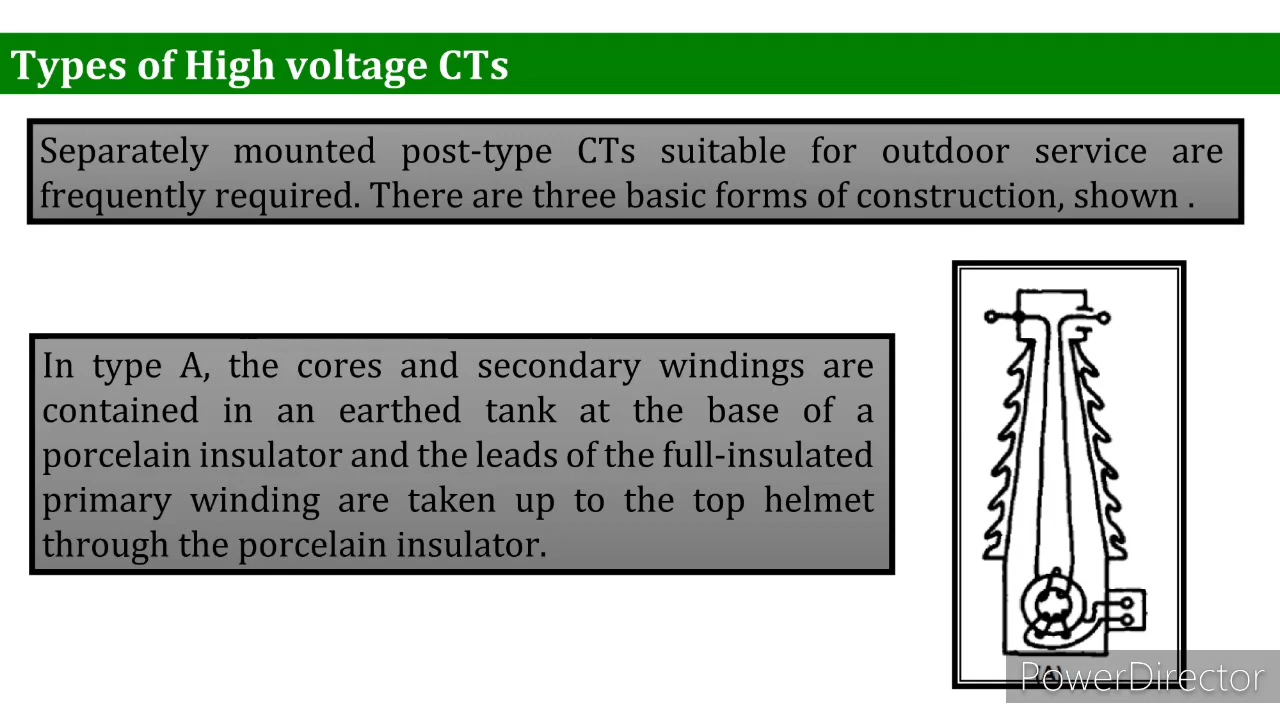 Types of High voltage CTs
Separately mounted post-type CTs suitable for outdoor service are
frequently required. There are three basic forms of construction, shown .
In type A, the cores and secondary windings are
contained in an earthed tank at the base of a
porcelain insulator and the leads of the full-insulated
primary winding are taken up to the top helmet
through the porcelain insulator.
(A)
PowerDirector